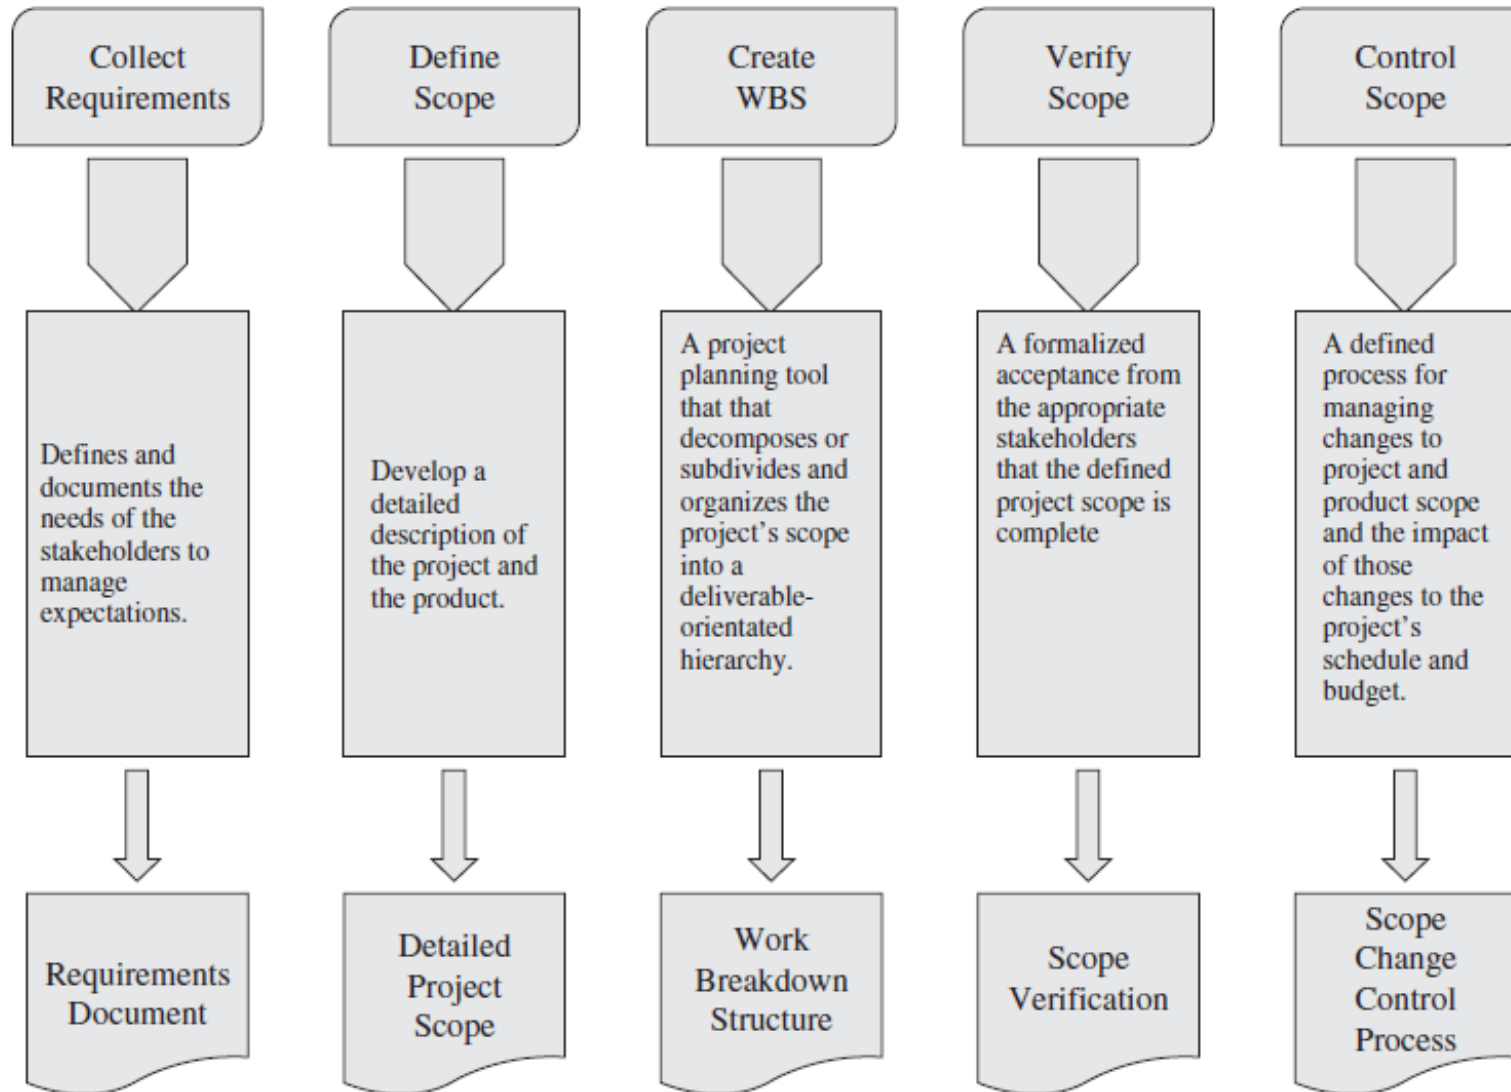 Collect
Requirements
Define
Scope
Create
WBS
Verify
Scope
Control
Scope
Defines and
documents the
needs of the
stakeholders to
manage
expectations.
Develop a
detailed
description of
the project and
the product.
A project
planning tool
that that
decomposes or
subdivides and
organizes the
project’s scope
into a
deliverable-
orientated
hierarchy.
A formalized
acceptance from
the appropriate
stakeholders
that the defined
project scope is
complete
A defined
process for
managing
changes to
project and
product scope
and the impact
of those
changes to the
project’s
schedule and
budget.
Requirements
Document
Detailed
Project
Scope
Work
Breakdown
Structure
Scope
Verification
Scope
Change
Control
Process